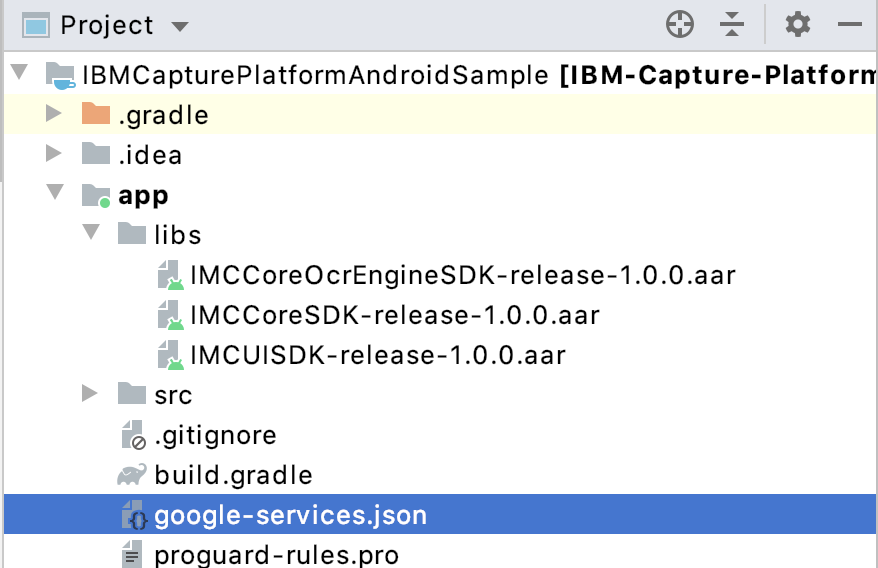 Project
IBMCapturePlatformAndroidSample [IBM-Capture-Platform
.gradle
.idea
app
libs
IMCCoreOcrEngineSDK-release-1.0.0.aar
IMCCoreSDK-release-1.0.0.aar
IMCUISDK-release-1.0.0.aar
src
.gitignore
build.gradle
google-services.json
proguard-rules.pro